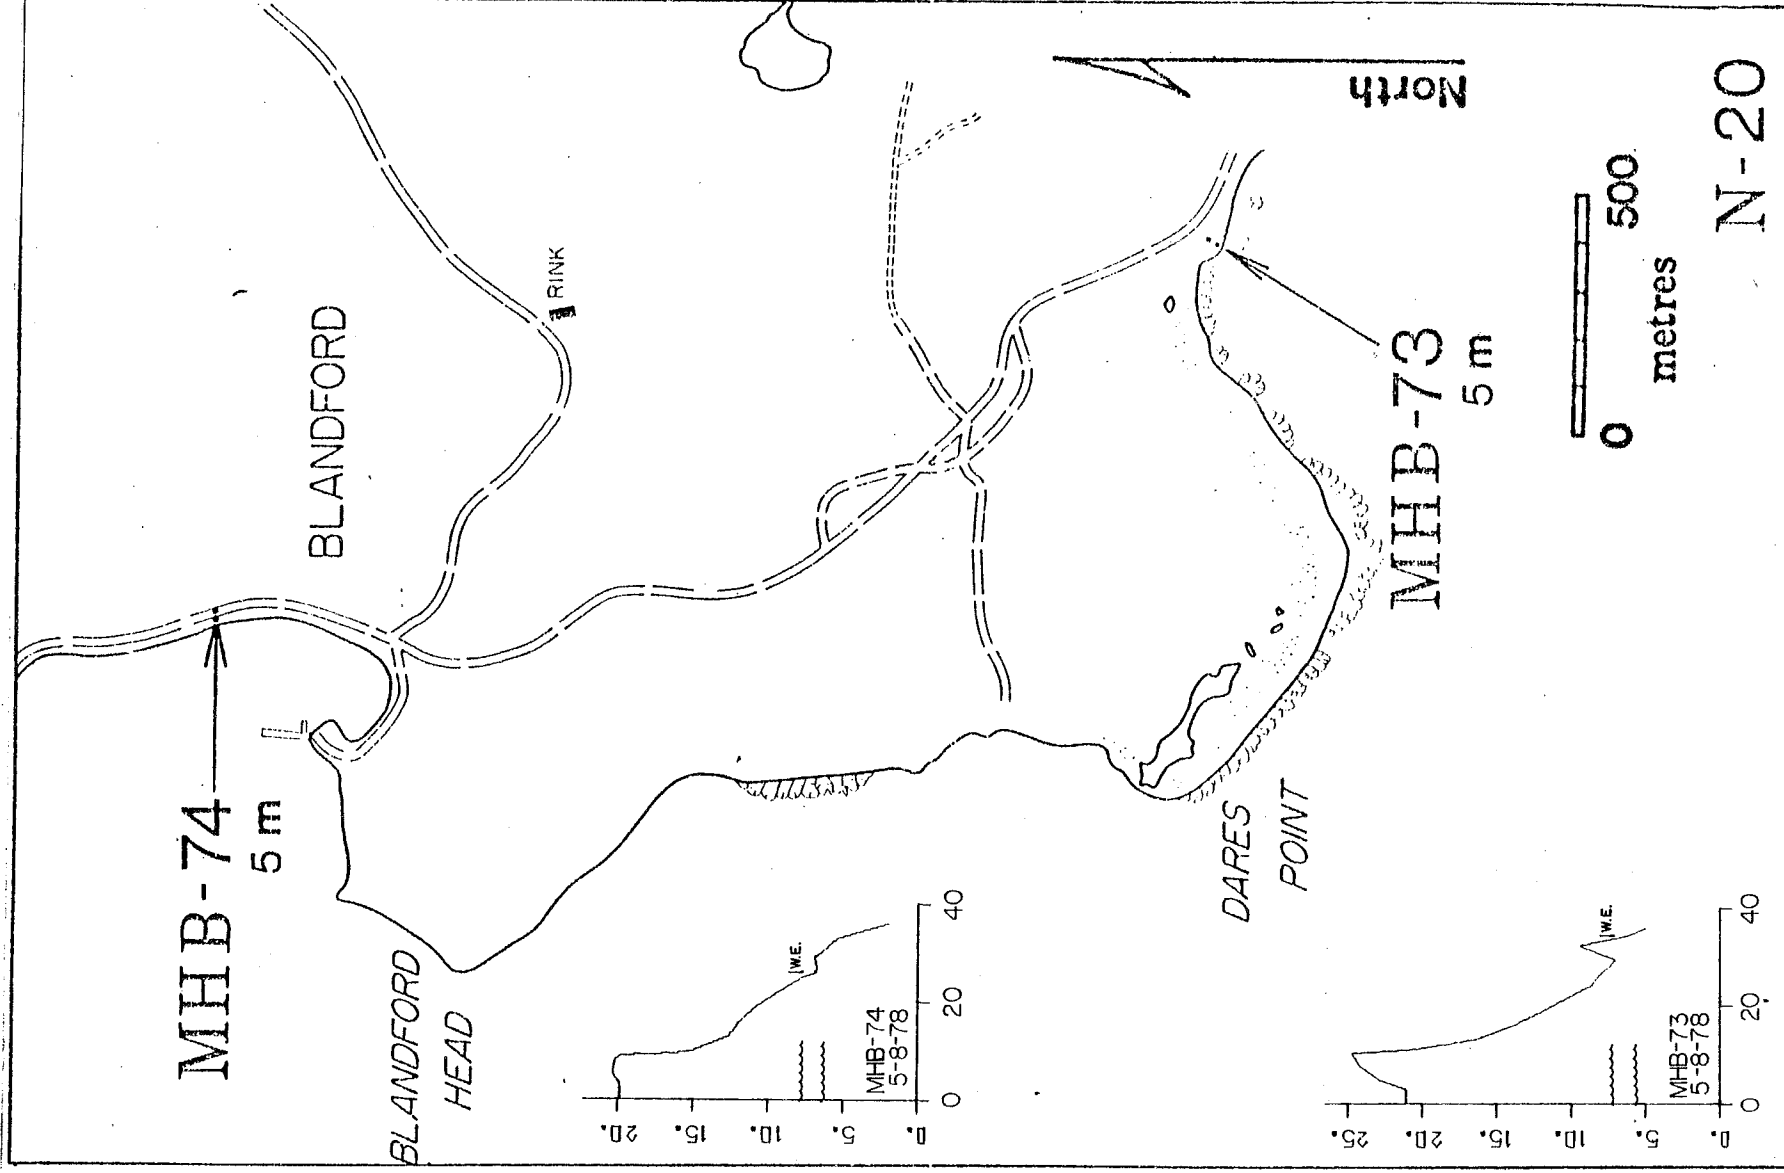 MHB-74
5 m
BLANDFORD
RINK
North
BLANDFORD
HEAD
DARES
POINT
MHB-73
5 m
0
500
metres
N-20
20.
15.
10.
5.
0.
MHB-74
5-8-78
W.E.
0
20
40
25.
20.
15.
10.
5.
0.
MHB-73
5-8-78
W.E.
0
20
40